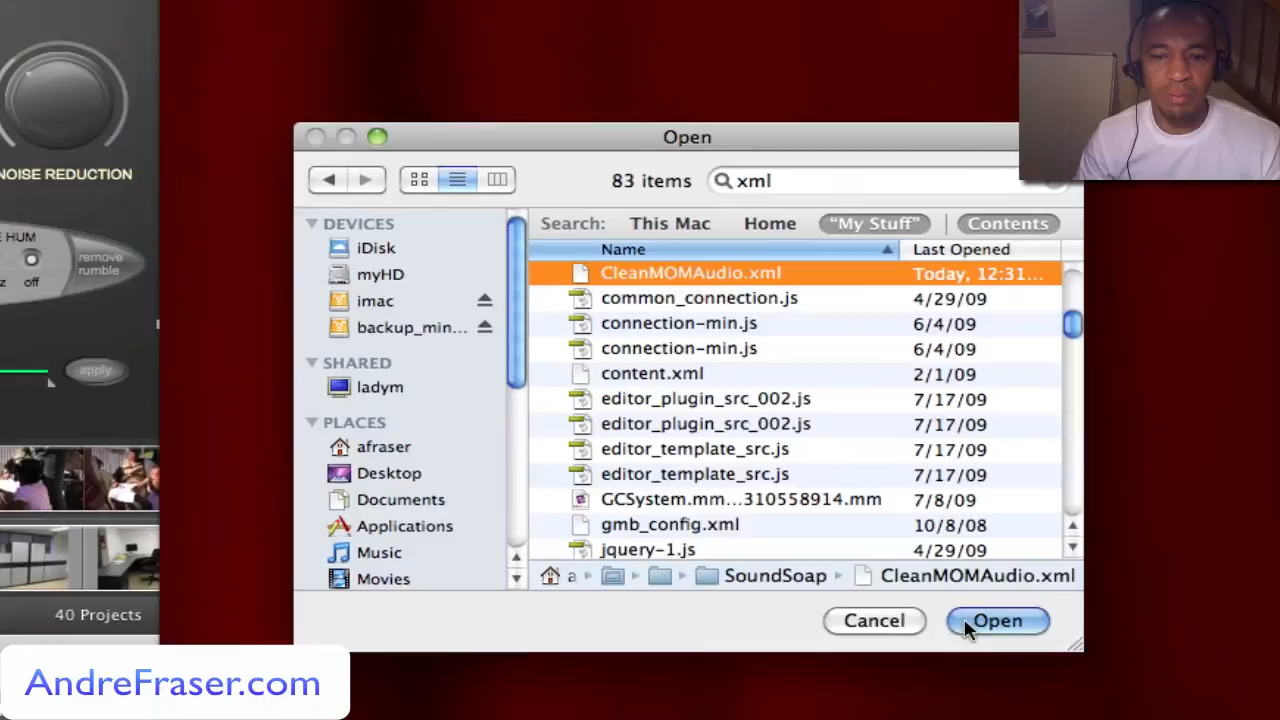 NOISE REDUCTION
E HUM
z off
remove
rumble
apply
40 Projects
AndreFraser.com
Open
83 items
xml
DEVICES
iDisk
myHD
imac
backup_min...
SHARED
ladym
PLACES
afraser
Desktop
Documents
Applications
Music
Movies
Search: This Mac Home "My Stuff" Contents
Name Last Opened
CleanMOMAudio.xml Today, 12:31...
common_connection.js 4/29/09
connection-min.js 6/4/09
connection-min.js 6/4/09
content.xml 2/1/09
editor_plugin_src_002.js 7/17/09
editor_plugin_src_002.js 7/17/09
editor_template_src.js 7/17/09
editor_template_src.js 7/17/09
GCSystem.mm...310558914.mm 7/8/09
gmb_config.xml 10/8/08
jquery-1.js 4/29/09
a SoundSoap CleanMOMAudio.xml
Cancel Open